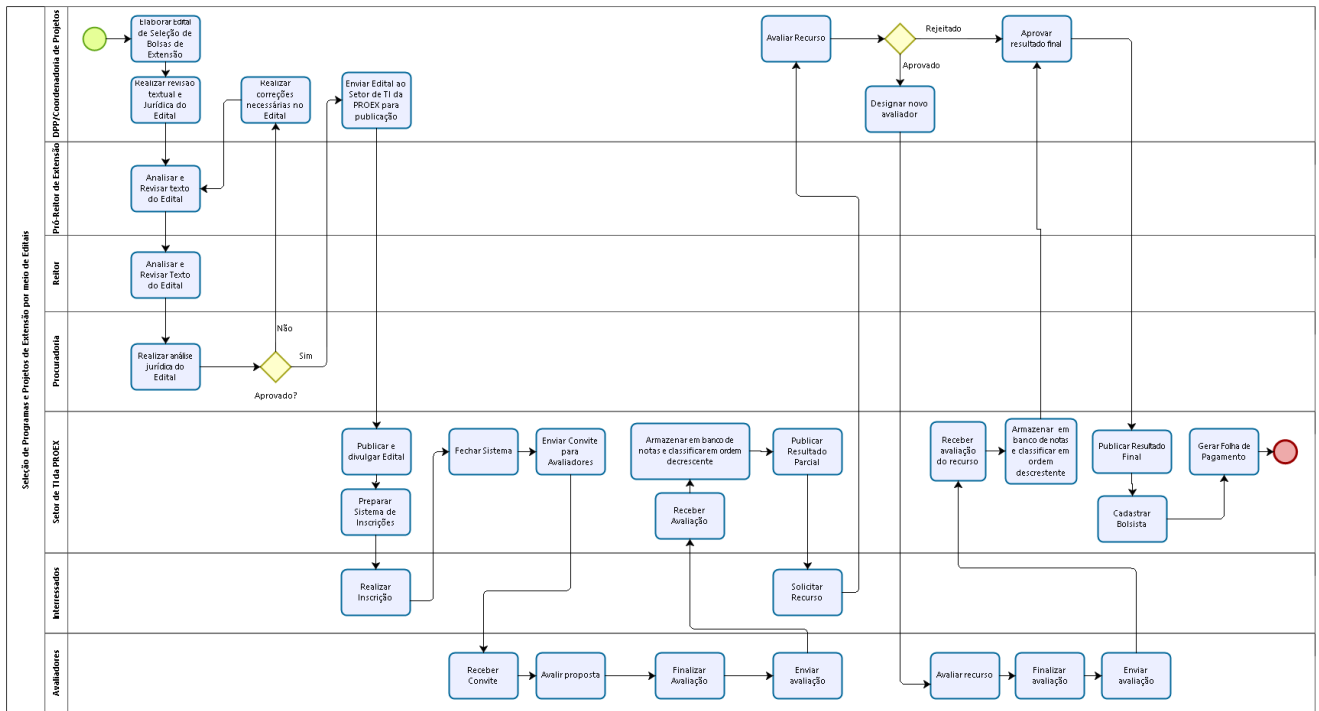 Seleção de Programas e Projetos de Extensão por meio de Editais
DPP/Coordenadoria de Projetos
Elaborar Edital
de Seleção de
Bolsas de
Extensão
Realizar revisão
textual e
Jurídica do
Edital
Realizar
correções
necessárias no
Edital
Enviar Edital ao
Setor de TI da
PROEX para
publicação
Avaliar Recurso
Rejeitado
Aprovado
Designar novo
avaliador
Aprovar
resultado final
Pró-Reitor de Extensão
Analisar e
Revisar texto
do Edital
Reitor
Analisar e
Revisar Texto
do Edital
Procuradoria
Realizar análise
jurídica do
Edital
Não
Sim
Aprovado?
Setor de TI da PROEX
Publicar e
divulgar Edital
Preparar
Sistema de
Inscrições
Fechar Sistema
Enviar Convite
para
Avaliadores
Armazenar em banco de
notas e classificar em ordem
decrescente
Receber
Avaliação
Publicar
Resultado
Parcial
Receber
avaliação
do recurso
Armazenar em
banco de notas
e classificar em
ordem
descrestente
Publicar Resultado
Final
Cadastrar
Bolsista
Gerar Folha de
Pagamento
Interressados
Realizar
Inscrição
Solicitar
Recurso
Avaliadores
Receber
Convite
Avalir proposta
Finalizar
Avaliação
Enviar
avaliação
Avaliar recurso
Finalizar
avaliação
Enviar
avaliação